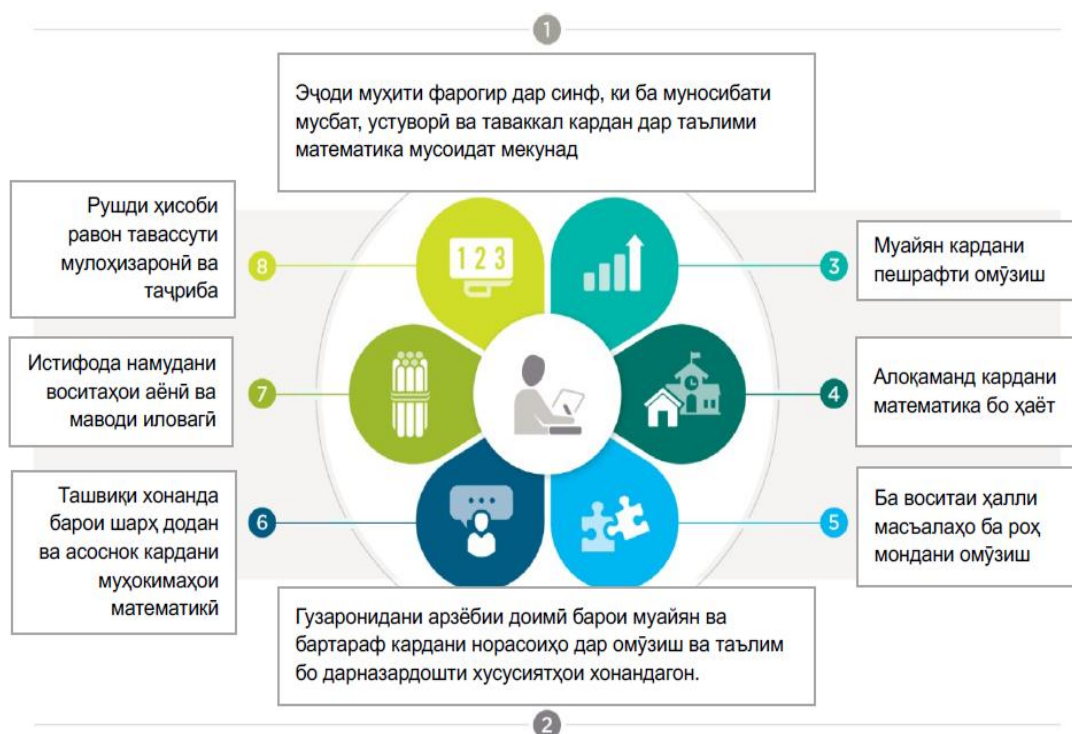 1
Эҷоди муҳити фарогир дар синф, ки ба муносибати
мусбат, устуворӣ ва таваккал кардан дар таълими
математика мусоидат мекунад
Рушди ҳисоби
равон тавассути
мулоҳизаронӣ ва
таҷриба
8
1 2 3
3
Муайян кардани
пешрафти омӯзиш
Истифода намудани
воситаҳои аёнӣ ва
маводи иловагӣ
7
4
Алоқаманд кардани
математика бо ҳаёт
Ташвиқи хонанда
барои шарҳ додан
ва асоснок кардани
муҳокимаҳои
математикӣ
6
5
Ба воситаи ҳалли
масъалаҳо ба роҳ
мондани омӯзиш
Гузаронидани арзёбии доимӣ барои муайян ва
бартараф кардани норасоиҳо дар омӯзиш ва таълим
бо дарназардошти хусусиятҳои хонандагон.
2